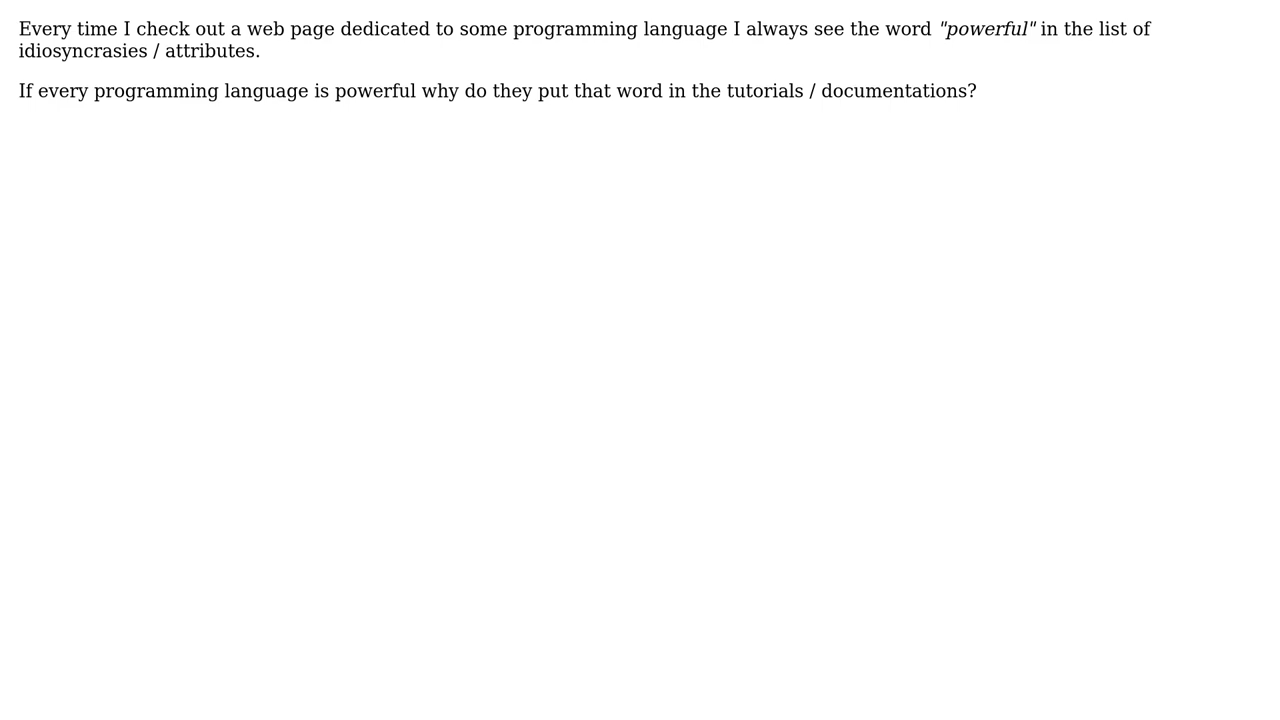 Every time I check out a web page dedicated to some programming language I always see the word "powerful" in the list of
idiosyncrasies / attributes.
If every programming language is powerful why do they put that word in the tutorials / documentations?